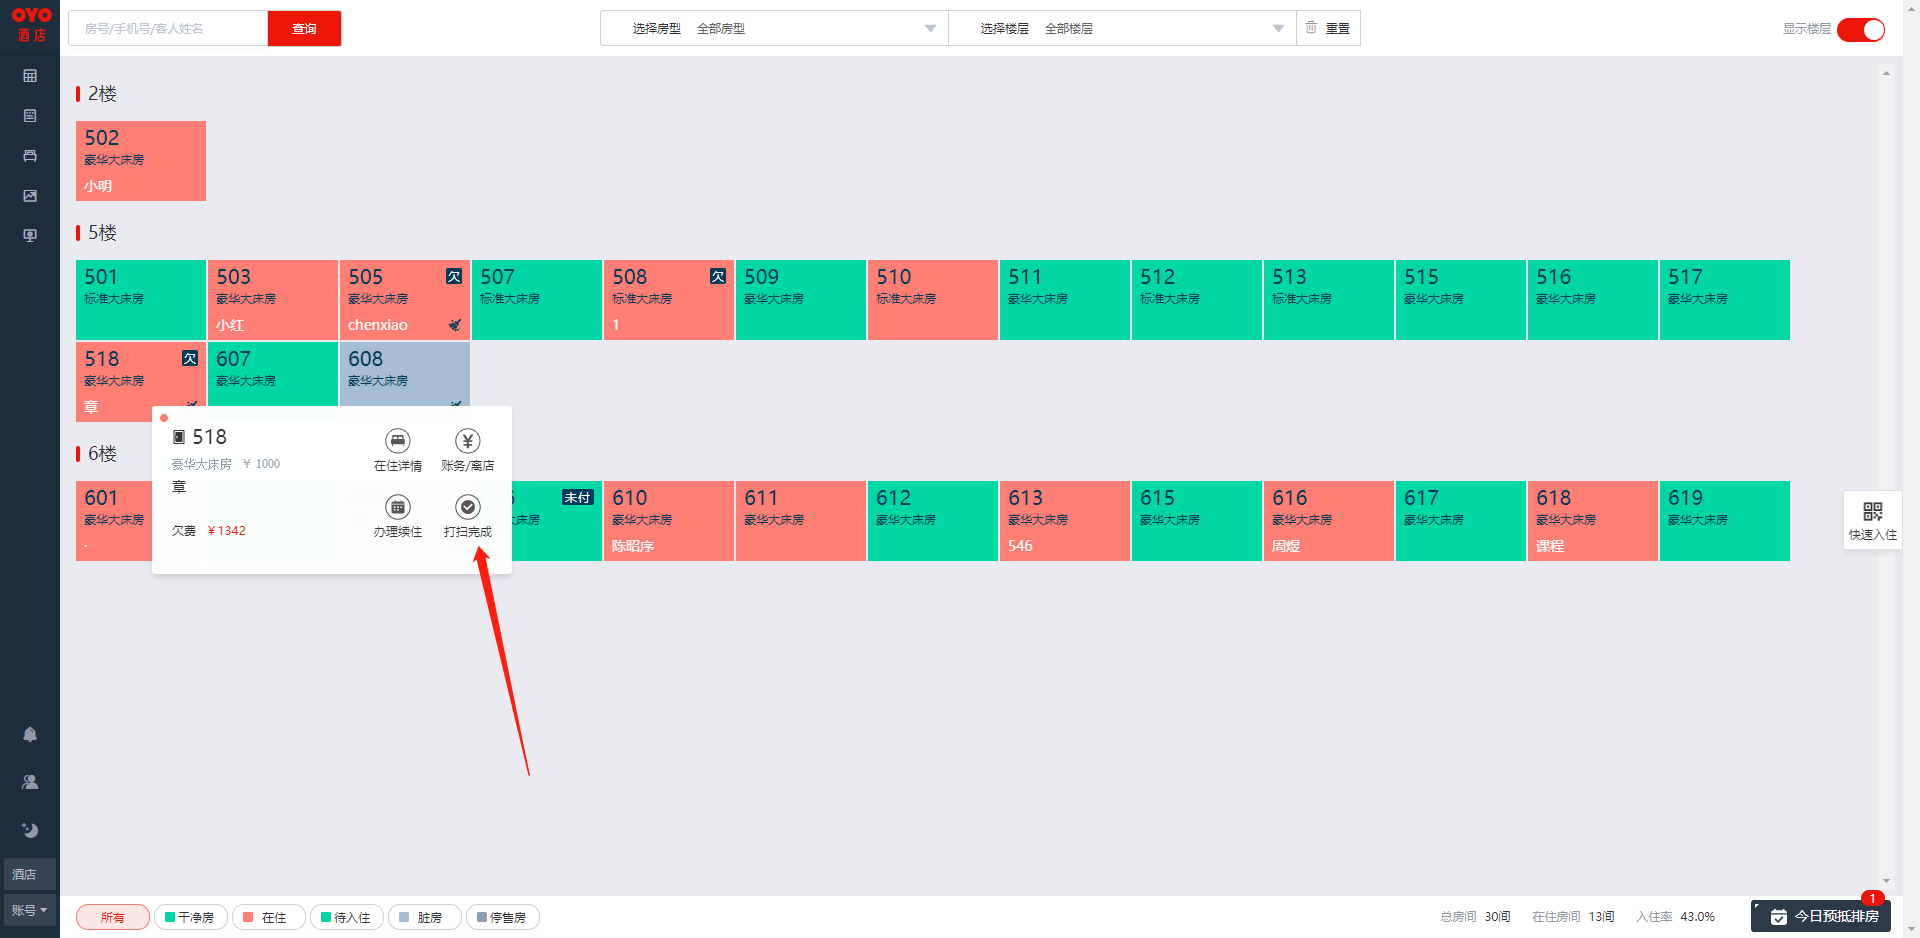 OYO
酒店
房号/手机号/客人姓名
查询
选择房型 全部房型
选择楼层 全部楼层
重置
显示楼层
2楼
502
豪华大床房
小明
5楼
501
标准大床房
503
豪华大床房
小红
505 欠
豪华大床房
chenxiao
507
标准大床房
508 欠
标准大床房
1
509
豪华大床房
510
标准大床房
511
豪华大床房
512
标准大床房
513
标准大床房
515
豪华大床房
516
豪华大床房
517
豪华大床房
518 欠
豪华大床房
章
607
豪华大床房
608
豪华大床房
518
豪华大床房 ¥ 1000
章
欠费 ¥1342
在住详情
账务/离店
办理续住
打扫完成
6楼
601
豪华大床房
.
未付
大床房
610
豪华大床房
陈昭序
611
豪华大床房
612
豪华大床房
613
豪华大床房
546
615
豪华大床房
616
豪华大床房
周煜
617
豪华大床房
618
豪华大床房
课程
619
豪华大床房
快速入住
酒店
账号
所有
干净房
在住
待入住
脏房
停售房
总房间 30间
在住房间 13间
入住率 43.0%
今日预抵排房
1